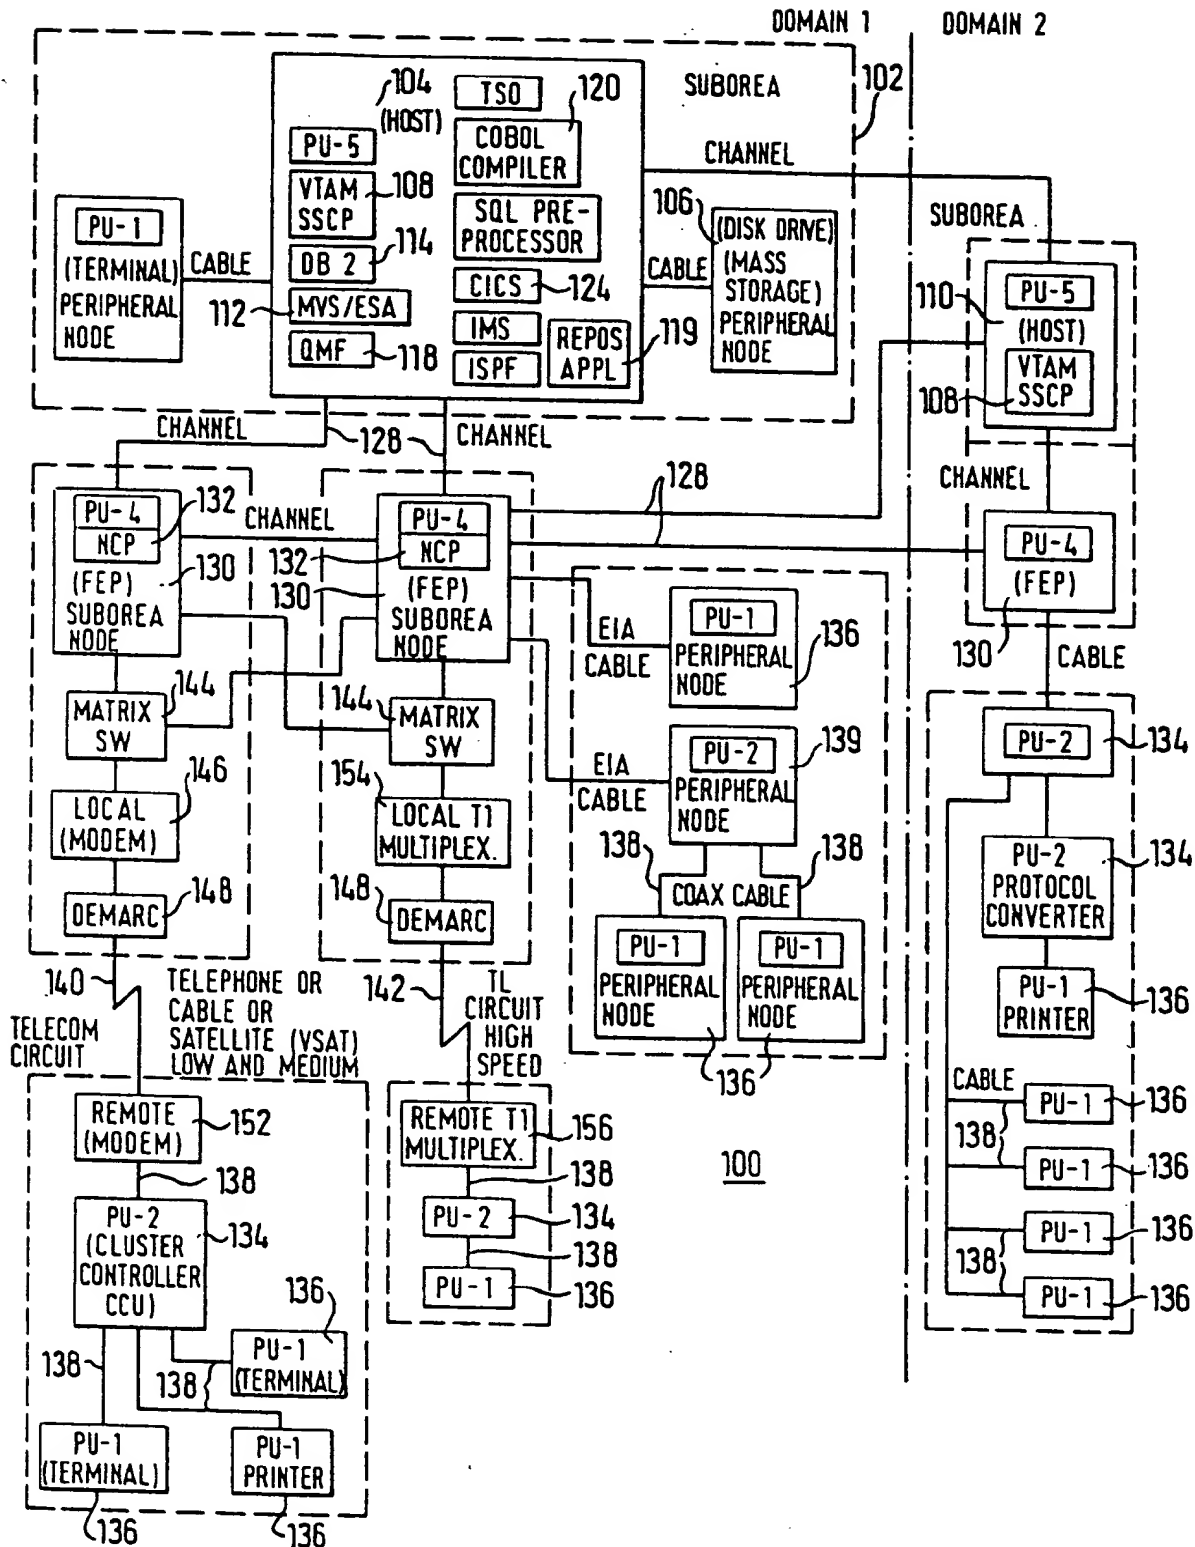 DOMAIN 1
DOMAIN 2
SUBOREA
102
104
(HOST)
PU-5
VTAM
SSCP
108
DB 2
114
112
MVS/ESA
QMF
118
TSO
120
COBOL
COMPILER
SQL PRE-
PROCESSOR
CICS
124
IMS
ISPF
REPOS
APPL
119
PU-1
(TERMINAL)
PERIPHERAL
NODE
CABLE
CHANNEL
CABLE
106
(DISK DRIVE)
(MASS
STORAGE)
PERIPHERAL
NODE
SUBOREA
110
PU-5
(HOST)
VTAM
SSCP
108
CHANNEL
128
CHANNEL
CHANNEL
PU-4
NCP
132
(FEP)
130
SUBOREA
NODE
CHANNEL
PU-4
NCP
132
(FEP)
130
SUBOREA
NODE
128
PU-4
(FEP)
130
CABLE
144
MATRIX
SW
146
LOCAL
(MODEM)
DEMARC
148
144
MATRIX
SW
154
LOCAL T1
MULTIPLEX.
148
DEMARC
EIA
CABLE
PU-1
PERIPHERAL
NODE
136
EIA
CABLE
PU-2
PERIPHERAL
NODE
139
138
138
COAX CABLE
PU-1
PERIPHERAL
NODE
PU-1
PERIPHERAL
NODE
136
PU-2
134
PU-2
PROTOCOL
CONVERTER
134
PU-1
PRINTER
136
CABLE
PU-1
136
138
PU-1
136
PU-1
136
138
PU-1
136
140
TELEPHONE OR
CABLE OR
SATELLITE (VSAT)
LOW AND MEDIUM
TELECOM
CIRCUIT
142
TL
CIRCUIT
HIGH
SPEED
REMOTE
(MODEM)
152
138
PU-2
(CLUSTER
CONTROLLER
CCU)
134
138
138
136
PU-1
(TERMINAL)
PU-1
(TERMINAL)
136
PU-1
PRINTER
136
REMOTE T1
MULTIPLEX.
156
138
PU-2
134
138
PU-1
136
100